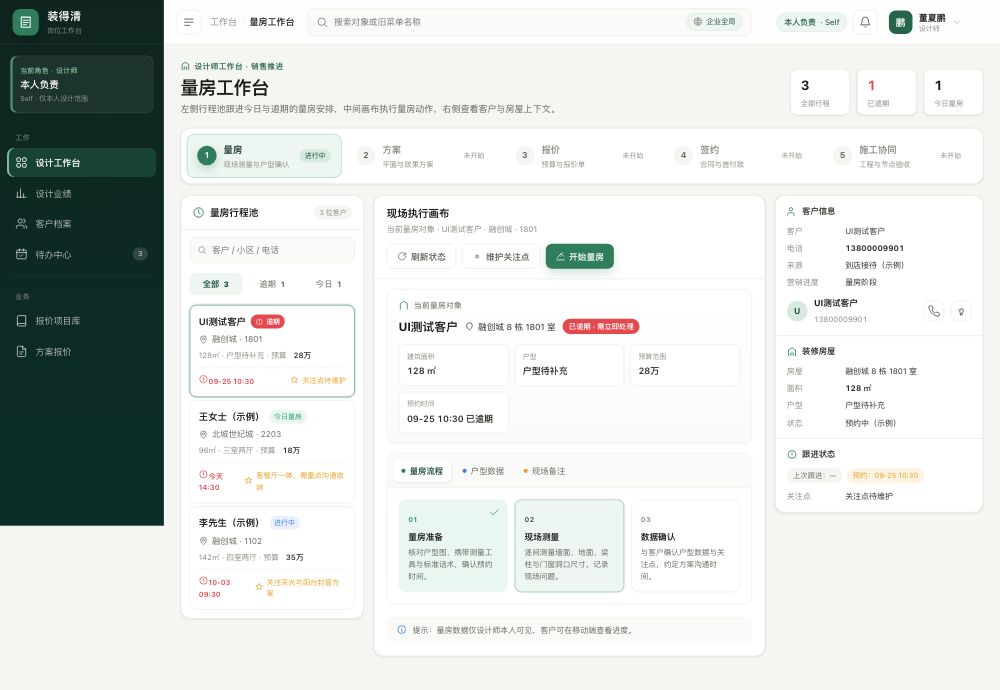 装得清
岗位工作台
当前角色 · 设计师
本人负责
Self · 仅本人设计范围
工作
设计工作台
设计业绩
客户档案
待办中心 3
业务
报价项目库
方案报价
工作台 / 量房工作台
搜索对象或旧菜单名称
企业全局
本人负责 · Self
鹏
董夏鹏
设计师
设计师工作台 · 销售推进
量房工作台
左侧行程池跟进今日与逾期的量房安排，中间画布执行量房动作，右侧查看客户与房屋上下文。
3
全部行程
1
已逾期
1
今日量房
1 量房 现场测量与户型确认 进行中
2 方案 平面与效果方案 未开始
3 报价 预算与报价单 未开始
4 签约 合同与首付款 未开始
5 施工协同 工程与节点验收 未开始
量房行程池 3 位客户
客户 / 小区 / 电话
全部 3 逾期 1 今日 1
UI测试客户 逾期
融创城 · 1801
128㎡ · 户型待补充 · 预算 28万
09-25 10:30 关注点待维护
王女士（示例） 今日量房
北城世纪城 · 2203
96㎡ · 三室两厅 · 预算 18万
今天 14:30 客餐厅一体、需重点沟通收纳
李先生（示例） 进行中
融创城 · 1102
142㎡ · 四室两厅 · 预算 35万
10-03 09:30 关注采光与阳台封窗方案
现场执行画布
当前量房对象 · UI测试客户 · 融创城 · 1801
刷新状态 维护关注点 开始量房
当前量房对象
UI测试客户 融创城 8 栋 1801 室 已逾期 · 需立即处理
建筑面积
128 ㎡
户型
户型待补充
预算范围
28万
预约时间
09-25 10:30 已逾期
量房流程 户型数据 现场备注
01
量房准备
核对户型图、携带测量工具与标准话术，确认预约时间。
02
现场测量
逐间测量墙面、地面、梁柱与门窗洞口尺寸，记录现场问题。
03
数据确认
与客户确认户型数据与关注点，约定方案沟通时间。
提示：量房数据仅设计师本人可见，客户可在移动端查看进度。
客户信息
客户 UI测试客户
电话 13800009901
来源 到店接待（示例）
营销进度 量房阶段
U
UI测试客户
13800009901
装修房屋
房屋 融创城 8 栋 1801 室
面积 128 ㎡
户型 户型待补充
状态 预约中（示例）
跟进状态
上次跟进：— 预约：09-25 10:30
关注点 关注点待维护